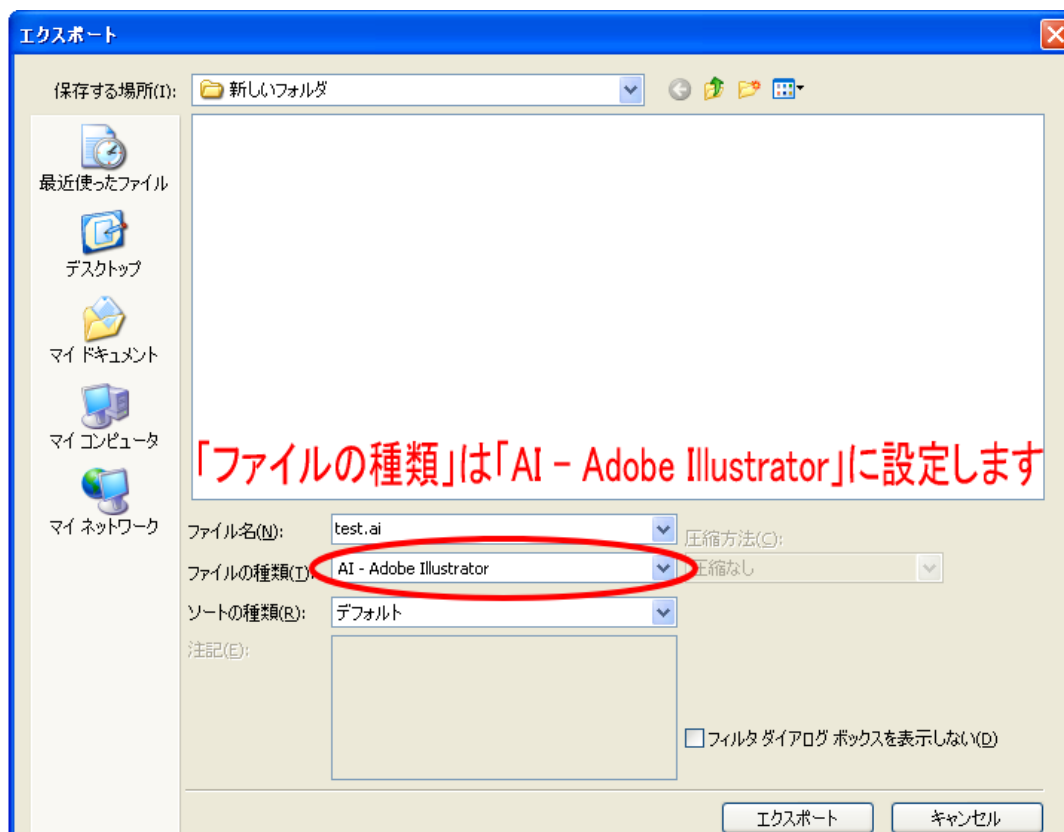 エクスポート
保存する場所(I):
新しいフォルダ
最近使ったファイル
デスクトップ
マイ ドキュメント
マイ コンピュータ
マイ ネットワーク
「ファイルの種類」は「AI - Adobe Illustrator」に設定します
ファイル名(N):
test.ai
圧縮方法(C):
ファイルの種類(T):
AI - Adobe Illustrator
圧縮なし
ソートの種類(R):
デフォルト
注記(E):
フィルタ ダイアログ ボックスを表示しない(D)
エクスポート
キャンセル